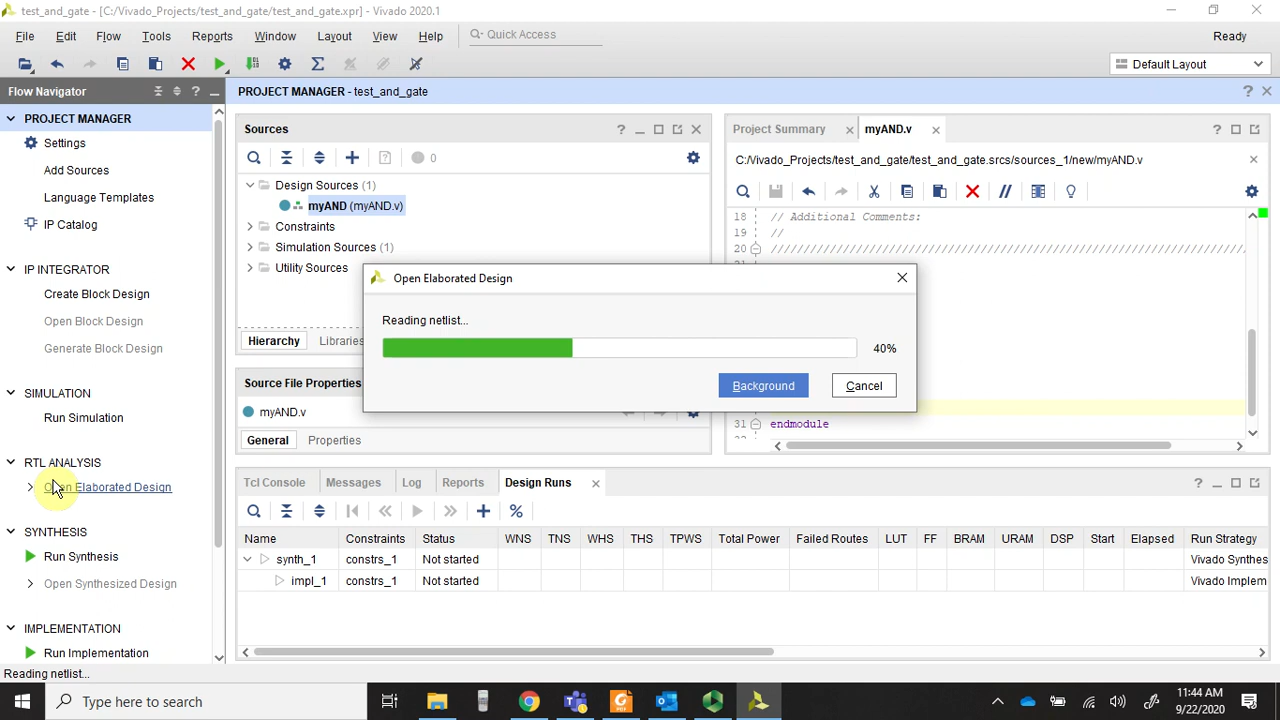 test_and_gate - [C:/Vivado_Projects/test_and_gate/test_and_gate.xpr] - Vivado 2020.1
File Edit Flow Tools Reports Window Layout View Help Quick Access Ready
Default Layout
Flow Navigator
PROJECT MANAGER - test_and_gate
PROJECT MANAGER
Settings
Add Sources
Language Templates
IP Catalog
IP INTEGRATOR
Create Block Design
Open Block Design
Generate Block Design
SIMULATION
Run Simulation
RTL ANALYSIS
Open Elaborated Design
SYNTHESIS
Run Synthesis
Open Synthesized Design
IMPLEMENTATION
Run Implementation
Sources
0
Design Sources (1)
myAND (myAND.v)
Constraints
Simulation Sources (1)
Utility Sources
Hierarchy Libraries
Source File Properties
myAND.v
General Properties
Project Summary myAND.v
C:/Vivado_Projects/test_and_gate/test_and_gate.srcs/sources_1/new/myAND.v
18 // Additional Comments:
19 //
20 ////////////////////////////////////////////////////////////////////////////////
31 endmodule
Open Elaborated Design
Reading netlist...
40%
Background Cancel
Tcl Console Messages Log Reports Design Runs
Name Constraints Status WNS TNS WHS THS TPWS Total Power Failed Routes LUT FF BRAM URAM DSP Start Elapsed Run Strategy
synth_1 constrs_1 Not started Vivado Synthes
impl_1 constrs_1 Not started Vivado Implem
Reading netlist...
Type here to search
11:44 AM
9/22/2020